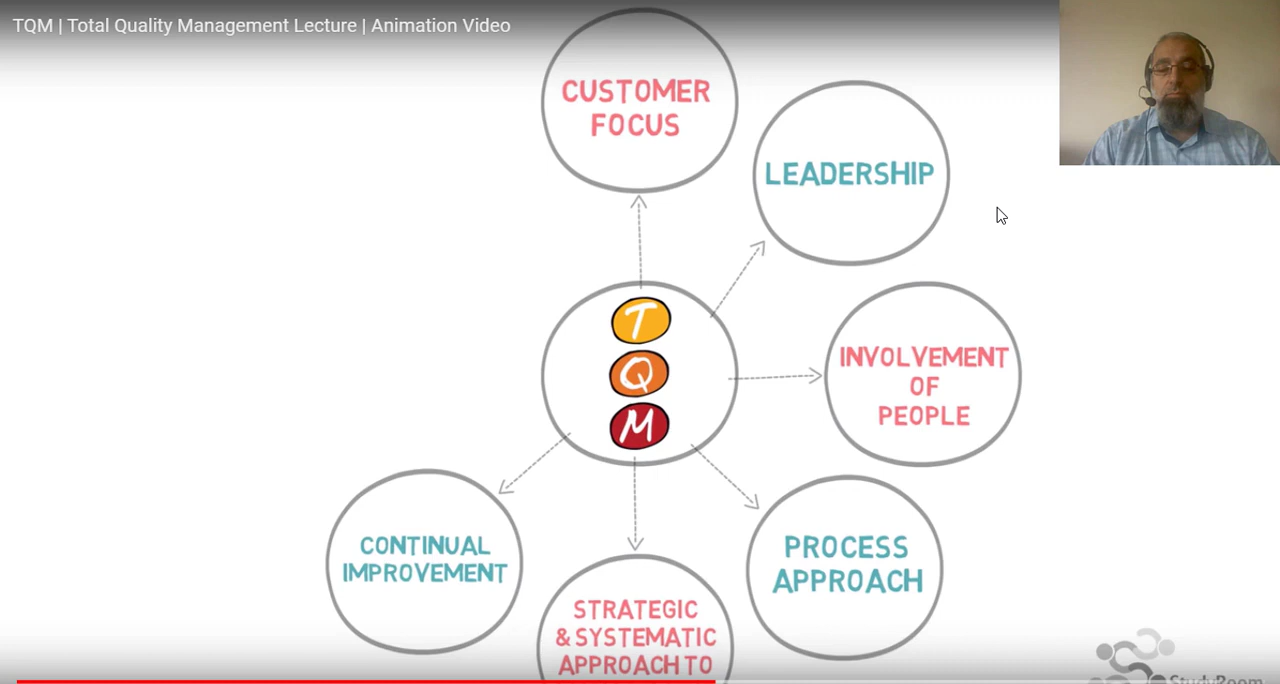 TQM | Total Quality Management Lecture | Animation Video
CUSTOMER
FOCUS
LEADERSHIP
T
Q
M
INVOLVEMENT
OF
PEOPLE
PROCESS
APPROACH
STRATEGIC
& SYSTEMATIC
APPROACH TO
CONTINUAL
IMPROVEMENT
StudyRoom